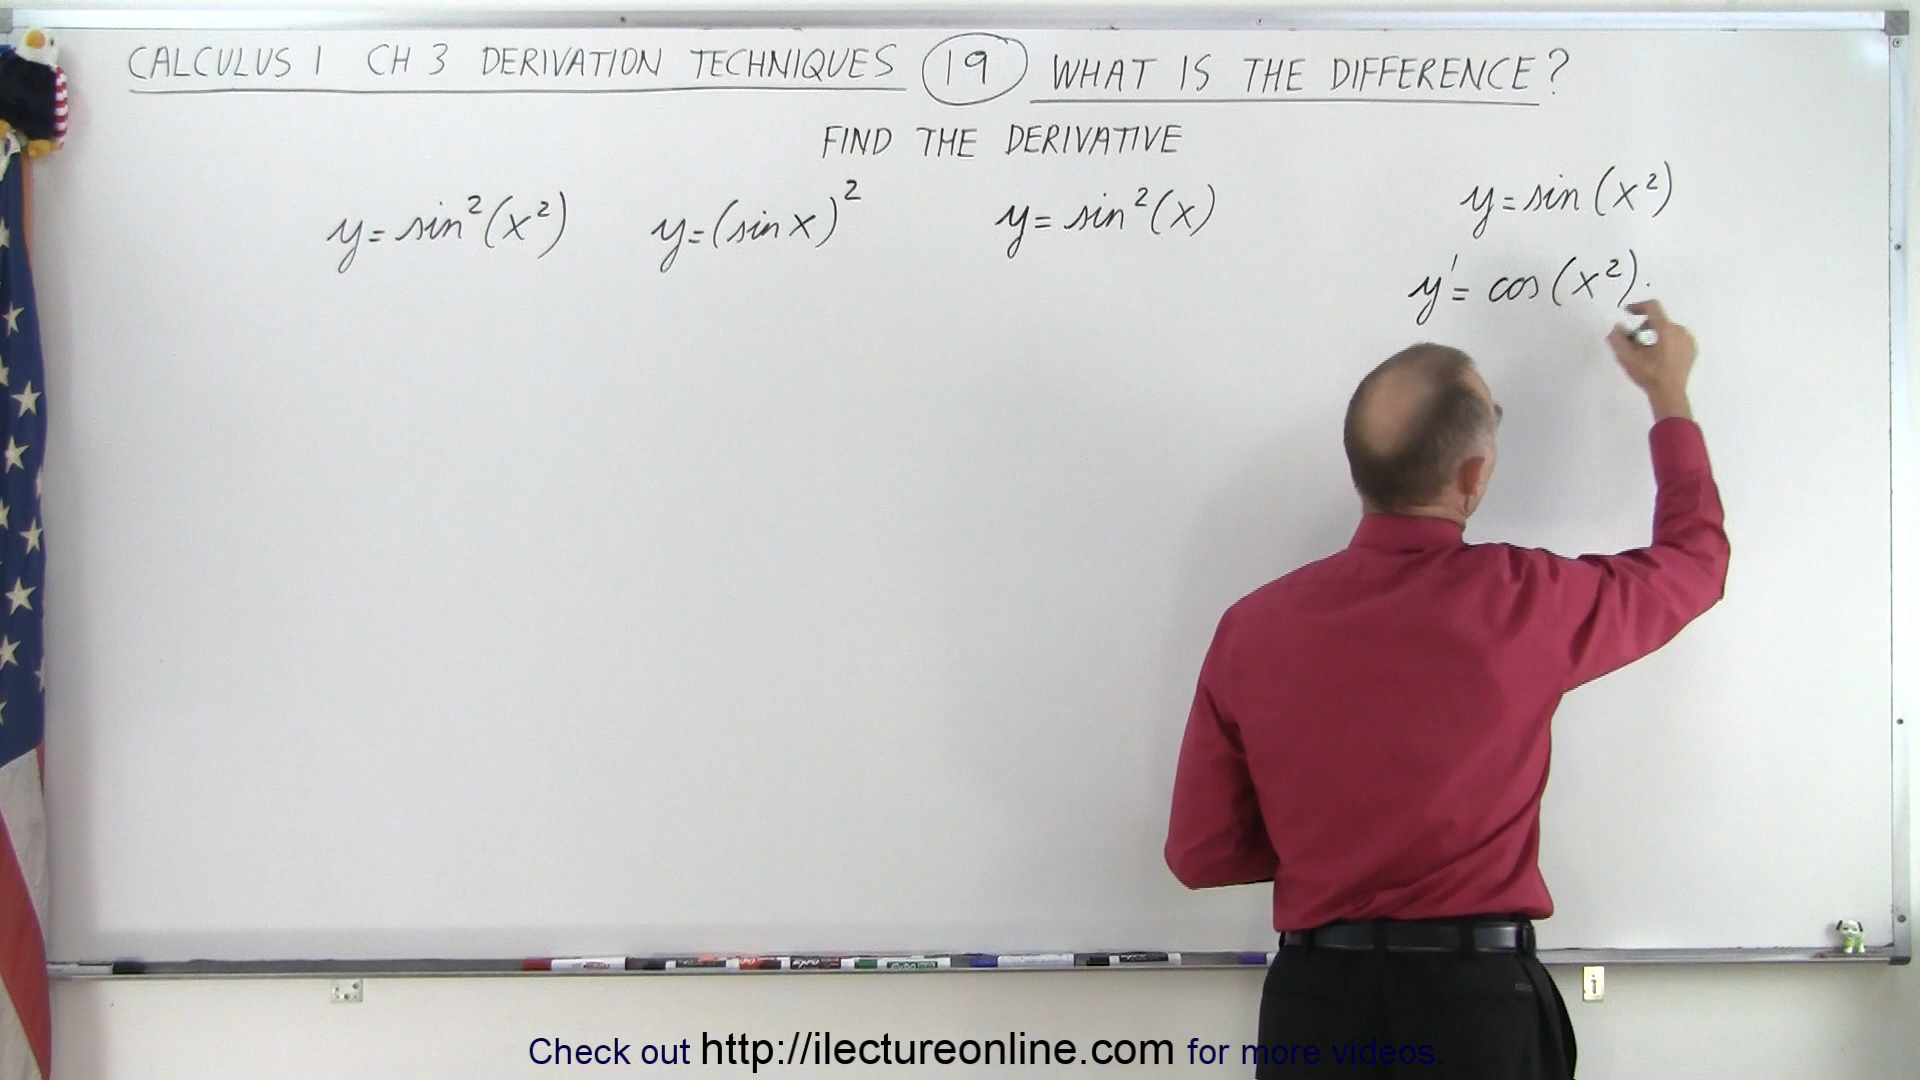 CALCULUS 1 CH 3 DERIVATION TECHNIQUES 19 WHAT IS THE DIFFERENCE?
FIND THE DERIVATIVE
y = sin²(x²) y = (sin x)² y = sin²(x) y = sin(x²)
y' = cos(x²)·
Check out http://ilectureonline.com for more videos.